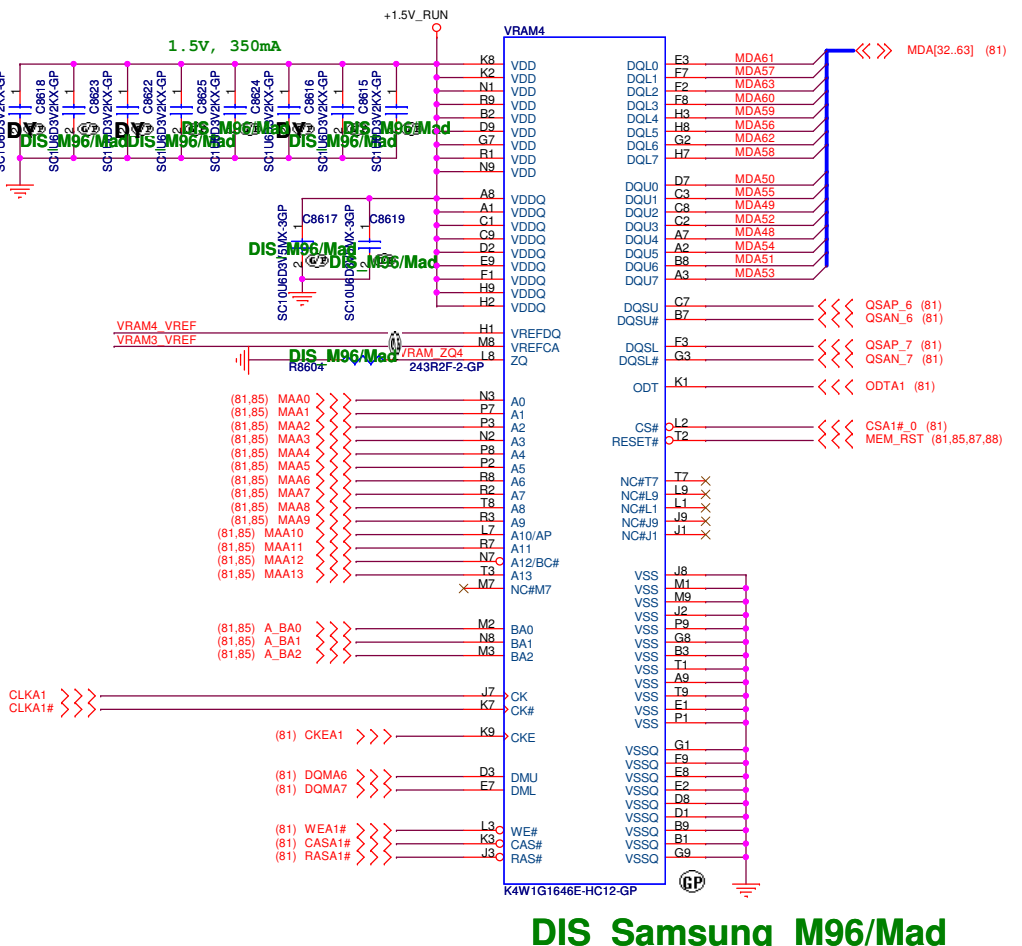 +1.5V_RUN
VRAM4
1.5V, 350mA
C8618
C8623
SC1U6D3V2KX-GP
C8622
SC1U6D3V2KX-GP
C8625
SC1U6D3V2KX-GP
C8624
C8616
SC1U6D3V2KX-GP
C8615
DIS_M96/Mad
C8617
C8619
SC10U6D3V5MX-3GP
DIS_M96/Mad
DIS_M96/Mad
K8 VDD
K2 VDD
N1 VDD
R9 VDD
B2 VDD
D9 VDD
G7 VDD
R1 VDD
N9 VDD
A8 VDDQ
A1 VDDQ
C1 VDDQ
C9 VDDQ
D2 VDDQ
E9 VDDQ
F1 VDDQ
H9 VDDQ
H2 VDDQ
VRAM4_VREF H1 VREFDQ
VRAM3_VREF M8 VREFCA
DIS_M96/Mad VRAM_ZQ4 L8 ZQ
R8604 243R2F-2-GP
(81,85) MAA0 N3 A0
(81,85) MAA1 P7 A1
(81,85) MAA2 P3 A2
(81,85) MAA3 N2 A3
(81,85) MAA4 P8 A4
(81,85) MAA5 P2 A5
(81,85) MAA6 R8 A6
(81,85) MAA7 R2 A7
(81,85) MAA8 T8 A8
(81,85) MAA9 R3 A9
(81,85) MAA10 L7 A10/AP
(81,85) MAA11 R7 A11
(81,85) MAA12 N7 A12/BC#
(81,85) MAA13 T3 A13
M7 NC#M7
(81,85) A_BA0 M2 BA0
(81,85) A_BA1 N8 BA1
(81,85) A_BA2 M3 BA2
CLKA1 J7 CK
CLKA1# K7 CK#
(81) CKEA1 K9 CKE
(81) DQMA6 D3 DMU
(81) DQMA7 E7 DML
(81) WEA1# L3 WE#
(81) CASA1# K3 CAS#
(81) RASA1# J3 RAS#
MDA[32..63] (81)
DQL0 E3 MDA61
DQL1 F7 MDA57
DQL2 F2 MDA63
DQL3 F8 MDA60
DQL4 H3 MDA59
DQL5 H8 MDA56
DQL6 G2 MDA62
DQL7 H7 MDA58
DQU0 D7 MDA50
DQU1 C3 MDA55
DQU2 C8 MDA49
DQU3 C2 MDA52
DQU4 A7 MDA48
DQU5 A2 MDA54
DQU6 B8 MDA51
DQU7 A3 MDA53
DQSU C7 QSAP_6 (81)
DQSU# B7 QSAN_6 (81)
DQSL F3 QSAP_7 (81)
DQSL# G3 QSAN_7 (81)
ODT K1 ODTA1 (81)
CS# L2 CSA1#_0 (81)
RESET# T2 MEM_RST (81,85,87,88)
NC#T7 T7
NC#L9 L9
NC#L1 L1
NC#J9 J9
NC#J1 J1
VSS J8
VSS M1
VSS M9
VSS J2
VSS P9
VSS G8
VSS B3
VSS T1
VSS A9
VSS T9
VSS E1
VSS P1
VSSQ G1
VSSQ F9
VSSQ E8
VSSQ E2
VSSQ D8
VSSQ D1
VSSQ B9
VSSQ B1
VSSQ G9
K4W1G1646E-HC12-GP
GP
DIS_Samsung_M96/Mad